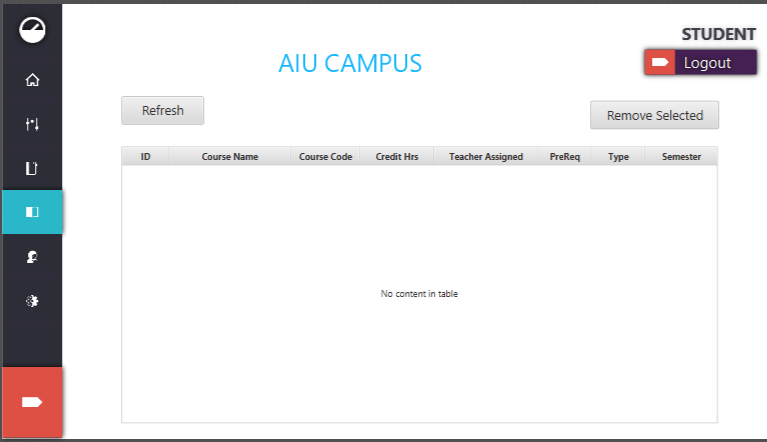 STUDENT
AIU CAMPUS
Logout
Refresh
Remove Selected
ID Course Name Course Code Credit Hrs Teacher Assigned PreReq Type Semester
No content in table